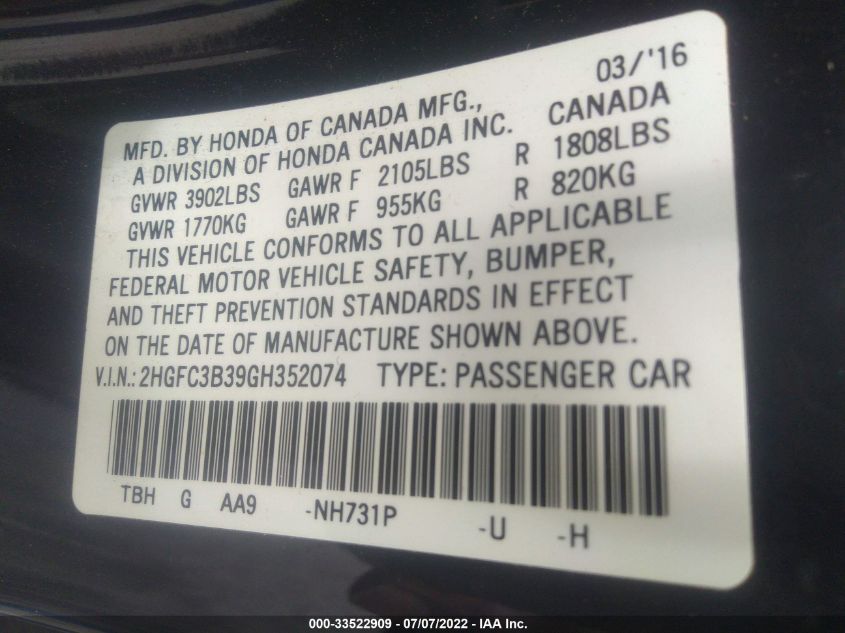 03/'16
MFD. BY HONDA OF CANADA MFG.,
A DIVISION OF HONDA CANADA INC. CANADA
GVWR 3902LBS GAWR F 2105LBS R 1808LBS
GVWR 1770KG GAWR F 955KG R 820KG
THIS VEHICLE CONFORMS TO ALL APPLICABLE
FEDERAL MOTOR VEHICLE SAFETY, BUMPER,
AND THEFT PREVENTION STANDARDS IN EFFECT
ON THE DATE OF MANUFACTURE SHOWN ABOVE.
V.I.N.: 2HGFC3B39GH352074 TYPE: PASSENGER CAR
TBH G AA9 -NH731P -U -H
000-33522909 - 07/07/2022 - IAA Inc.